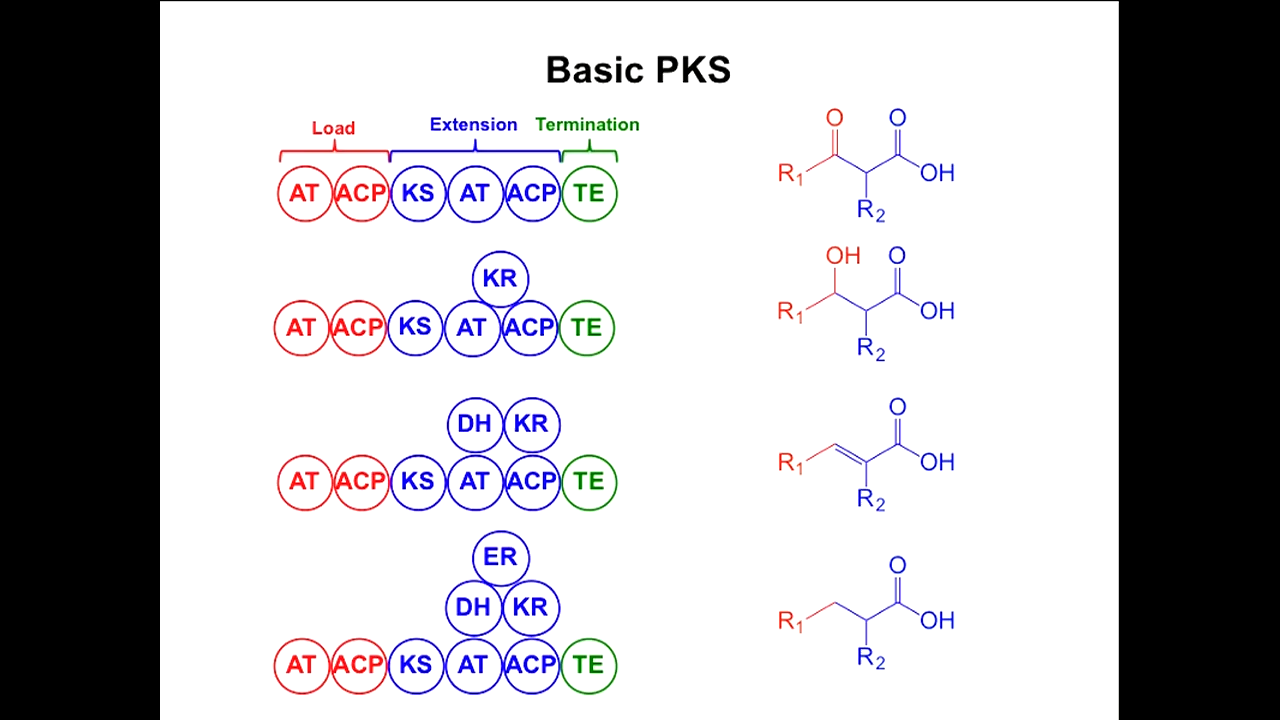 Basic PKS
Load Extension Termination
AT ACP KS AT ACP TE
O O
R1 OH
R2
KR
AT ACP KS AT ACP TE
OH O
R1 OH
R2
DH KR
AT ACP KS AT ACP TE
O
R1 OH
R2
ER
DH KR
AT ACP KS AT ACP TE
O
R1 OH
R2